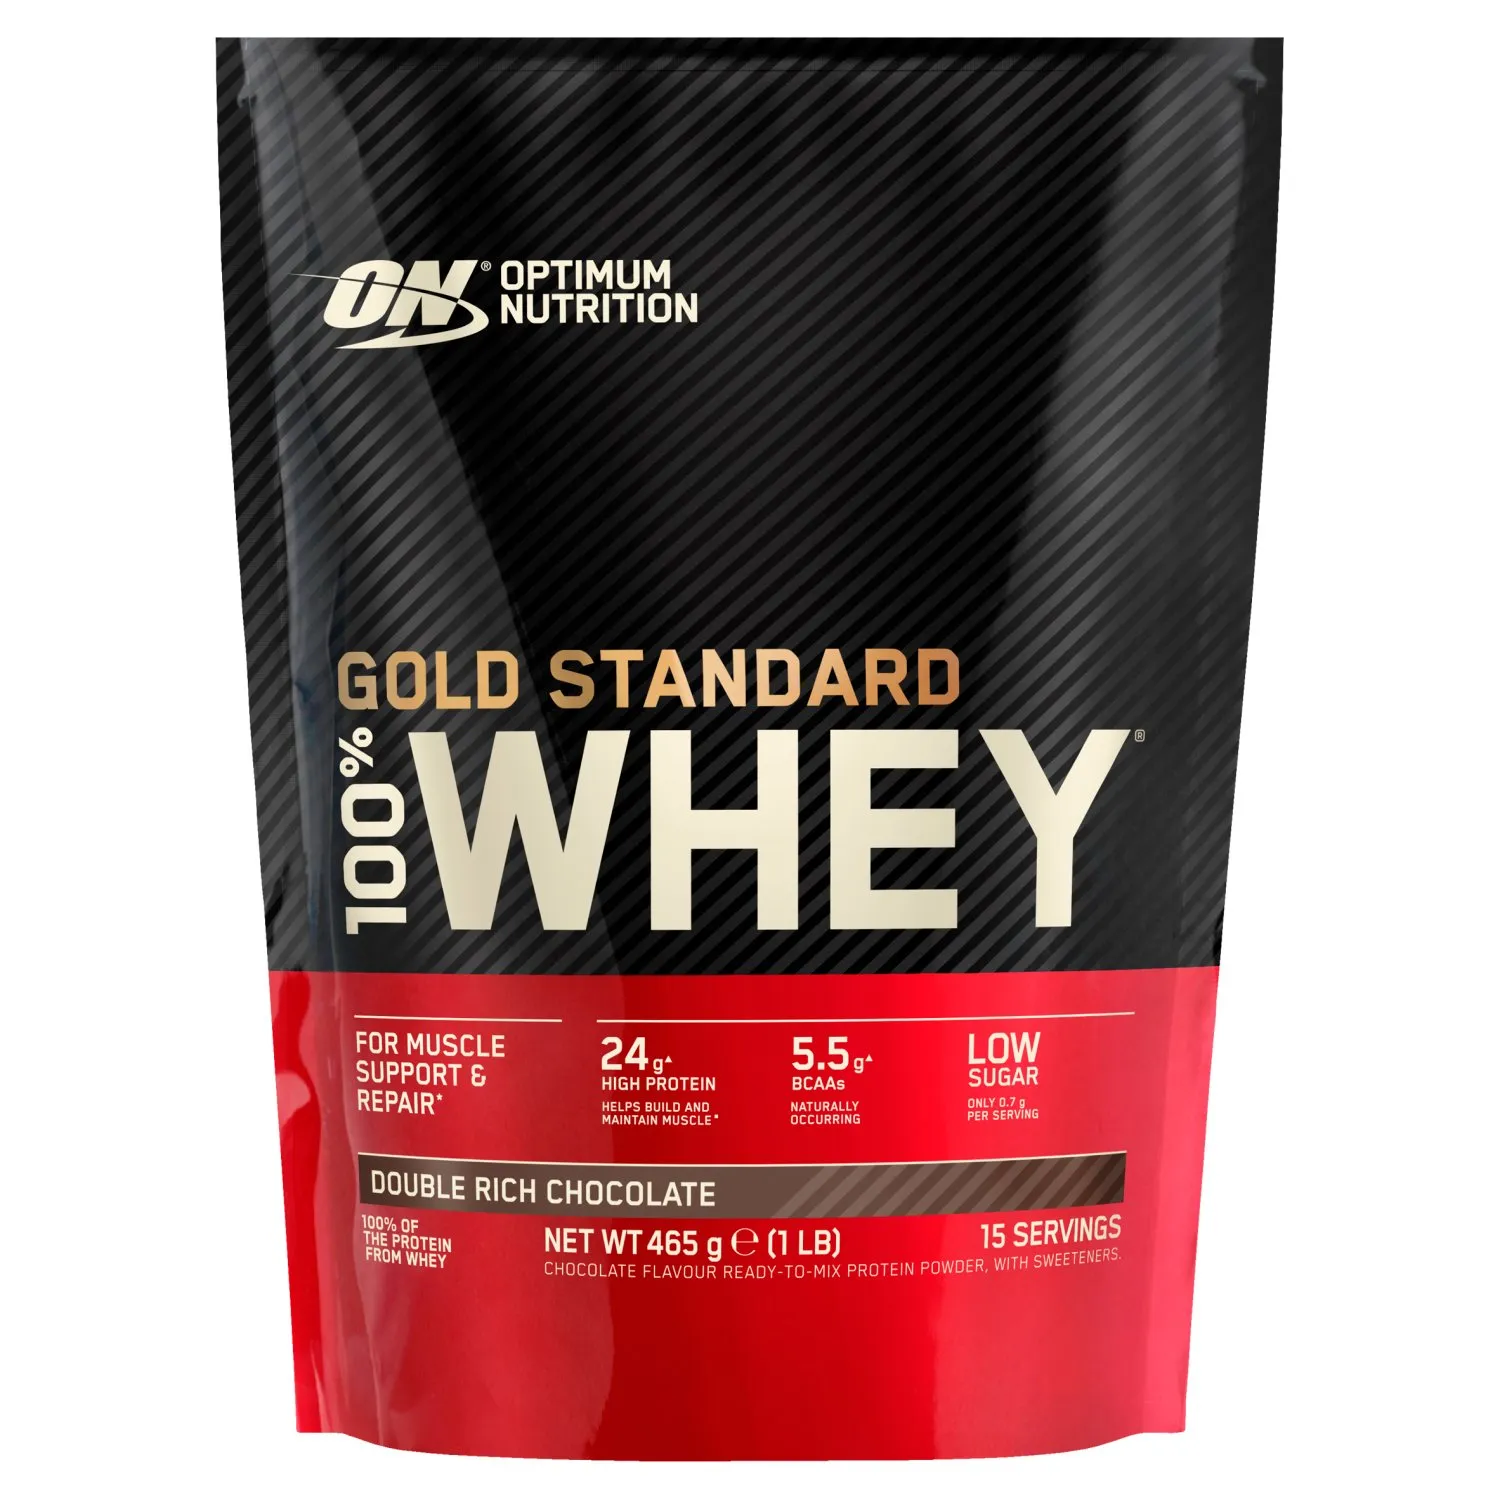 ON® OPTIMUM
NUTRITION
GOLD STANDARD
100% WHEY®
FOR MUSCLE
SUPPORT &
REPAIR*
24g▲
HIGH PROTEIN
HELPS BUILD AND
MAINTAIN MUSCLE■
5.5g▲
BCAAs
NATURALLY
OCCURRING
LOW
SUGAR
ONLY 0.7 g
PER SERVING
DOUBLE RICH CHOCOLATE
100% OF
THE PROTEIN
FROM WHEY
NET WT 465 g ℮ (1 LB)
15 SERVINGS
CHOCOLATE FLAVOUR READY-TO-MIX PROTEIN POWDER, WITH SWEETENERS.